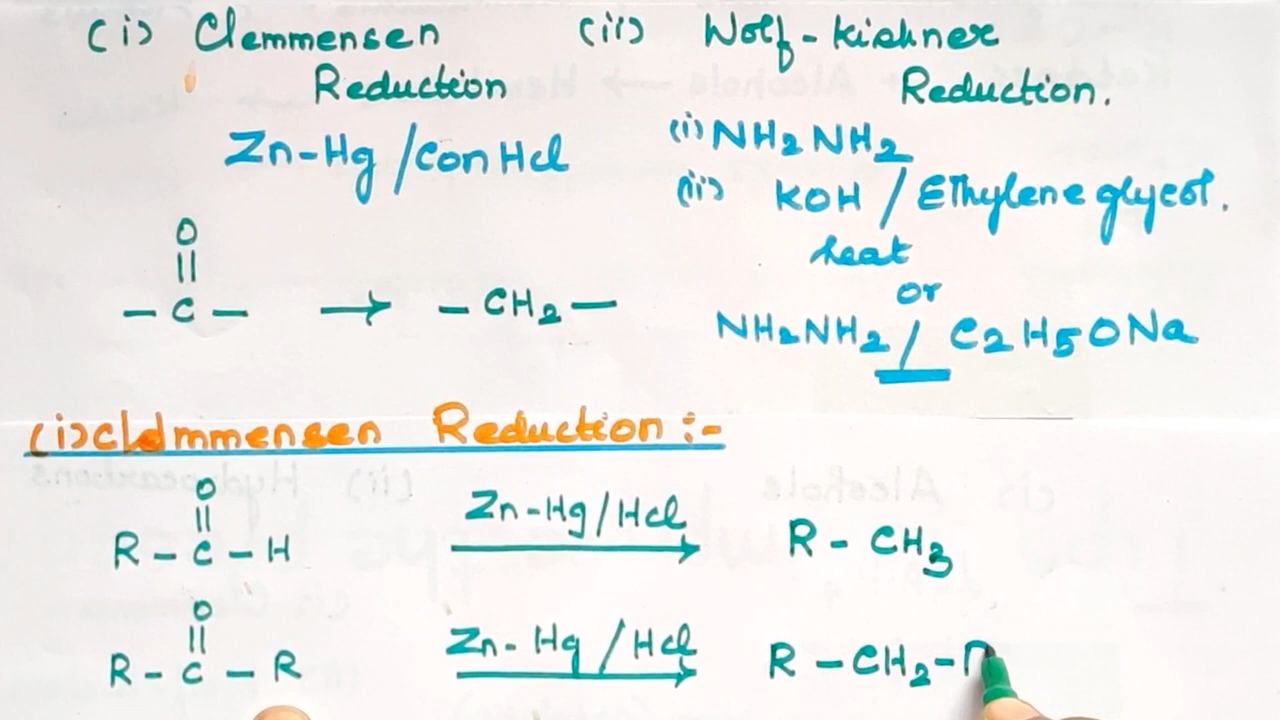 (i) Clemmensen Reduction
(ii) Wolf-Kishner Reduction.
Zn-Hg /Con Hcl
(i) NH2NH2
(ii) KOH / Ethylene glycol.
heat
or
NH2NH2 / C2H5ONa
O
||
- C - → - CH2 -
(i) Clemmensen Reduction :-
O
||
R - C - H Zn-Hg/Hcl R - CH3
O
||
R - C - R Zn-Hg /Hcl R - CH2 -